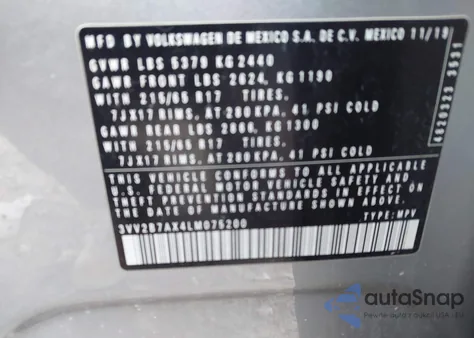 MFD BY VOLKSWAGEN DE MEXICO S.A. DE C.V. MEXICO 11/19
GVWR LBS 5379 KG 2440
GAWR FRONT LBS 2624, KG 1190
WITH 215/65 R17 TIRES.
7JX17 RIMS, AT 280 KPA, 41 PSI COLD
GAWR REAR LBS 2866, KG 1300
WITH 215/65 R17 TIRES.
7JX17 RIMS, AT 280 KPA, 41 PSI COLD
THIS VEHICLE CONFORMS TO ALL APPLICABLE
U.S. FEDERAL MOTOR VEHICLE SAFETY AND
THEFT PREVENTION STANDARDS IN EFFECT ON
THE DATE OF MANUFACTURE SHOWN ABOVE.
3VV2B7AX4LM075200 TYPE: MPV
4820323 3531
autoSnap